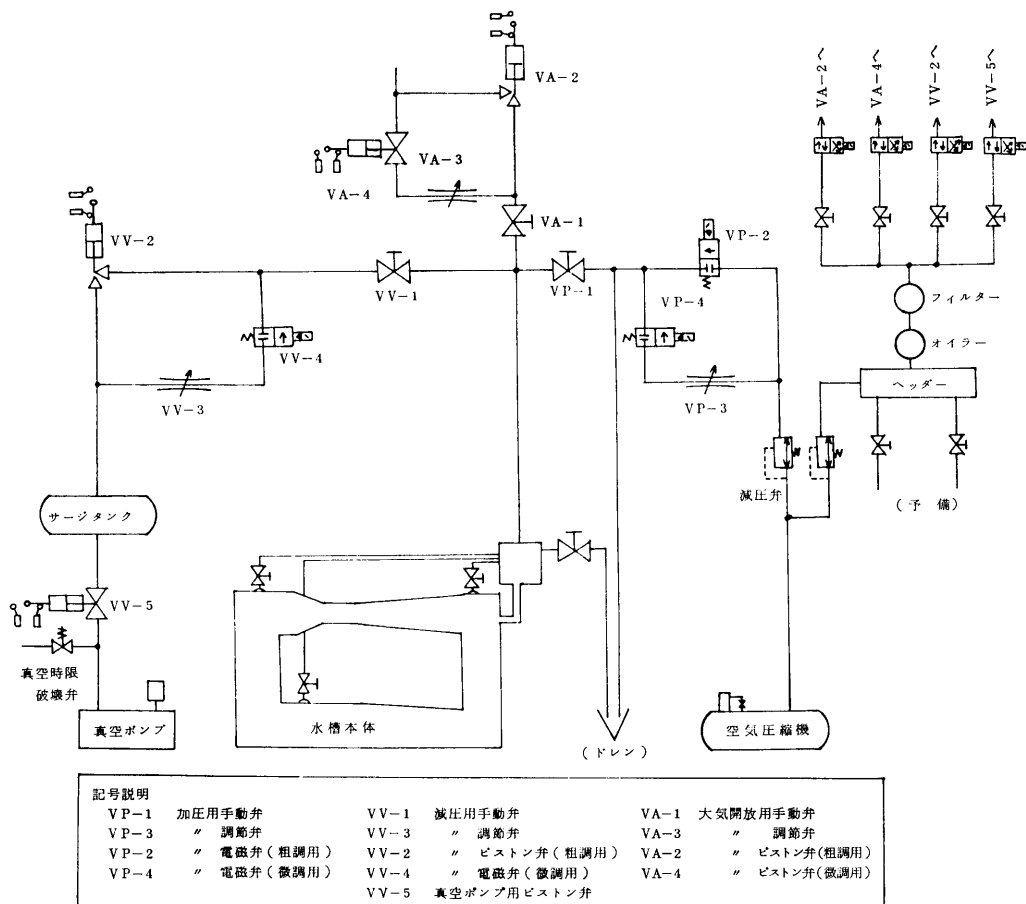 VA-2
VA-3
VA-4
VA-1
VA-2へ
VA-4へ
VV-2へ
VV-5へ
VV-2
VP-2
VV-1
VP-1
VP-4
フィルター
オイラー
VV-4
VV-3
VP-3
ヘッダー
減圧弁
(予備)
サージタンク
VV-5
真空時限
破壊弁
真空ポンプ
水槽本体
(ドレン)
空気圧縮機
記号説明
VP-1 加圧用手動弁 VV-1 減圧用手動弁 VA-1 大気開放用手動弁
VP-3 〃 調節弁 VV-3 〃 調節弁 VA-3 〃 調節弁
VP-2 〃 電磁弁(粗調用) VV-2 〃 ピストン弁(粗調用) VA-2 〃 ピストン弁(粗調用)
VP-4 〃 電磁弁(微調用) VV-4 〃 電磁弁(微調用) VA-4 〃 ピストン弁(微調用)
VV-5 真空ポンプ用ピストン弁